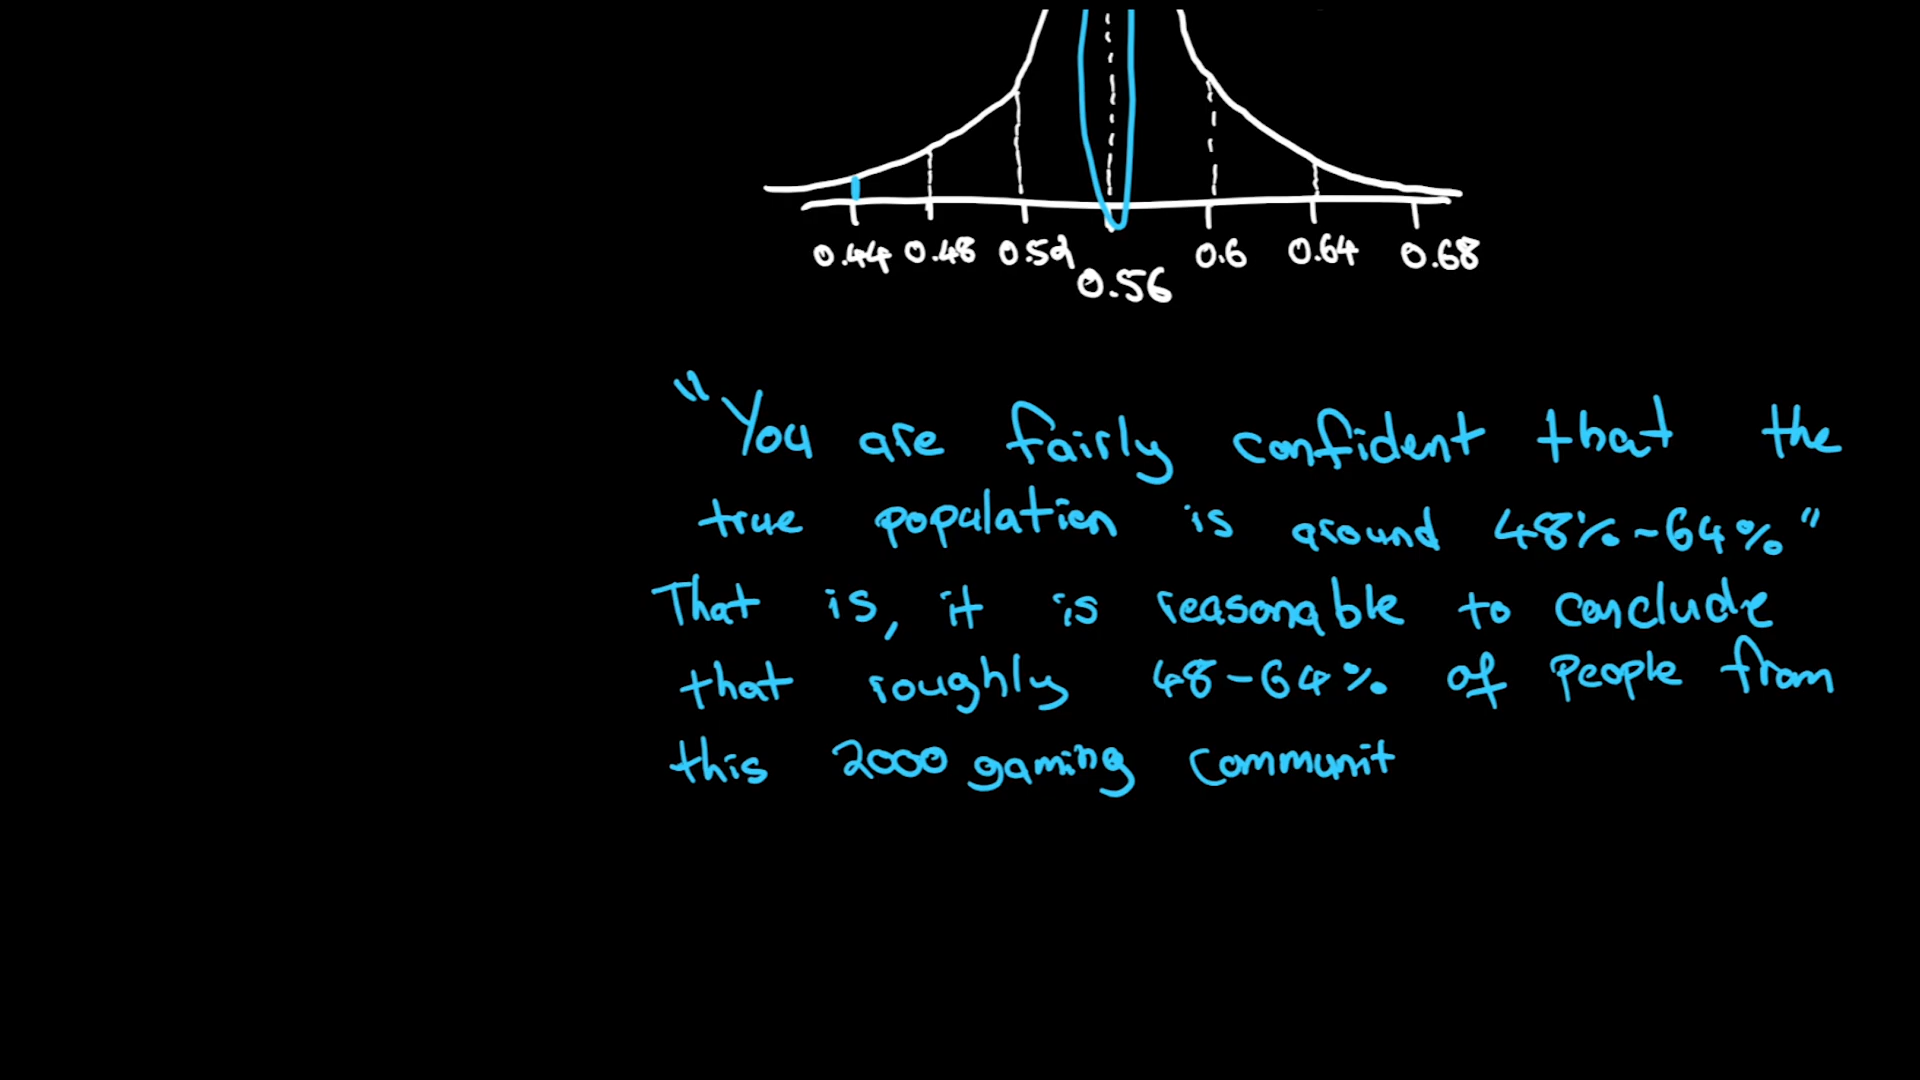 0.44 0.48 0.52 0.56 0.6 0.64 0.68
"You are fairly confident that the
true population is around 48%~64%"
That is, it is reasonable to conclude
that roughly 48-64% of people from
this 2000 gaming communit